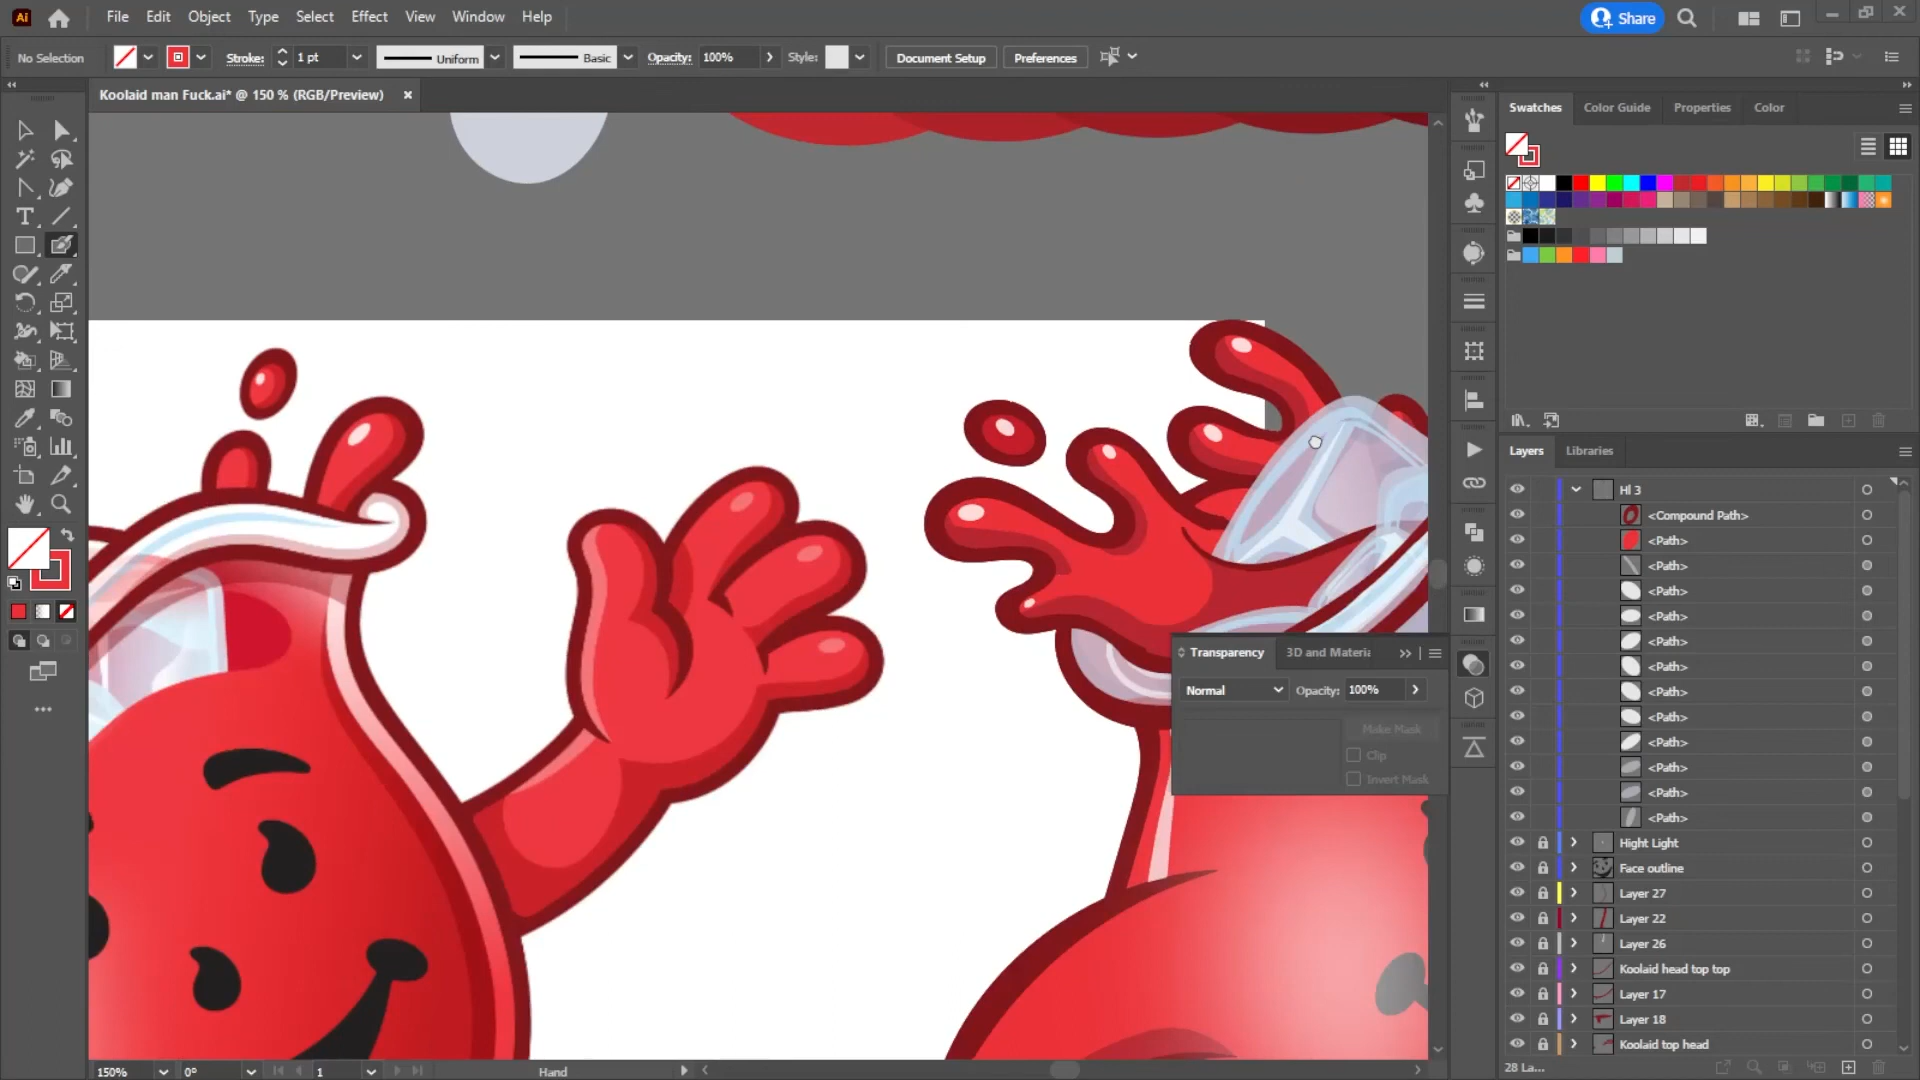 Ai File Edit Object Type Select Effect View Window Help Share
No Selection Stroke: 1 pt Uniform Basic Opacity: 100% Style: Document Setup Preferences
Koolaid man Fuck.ai* @ 150 % (RGB/Preview)
Swatches Color Guide Properties Color
Layers Libraries
Hl 3
<Compound Path>
<Path>
<Path>
<Path>
<Path>
<Path>
<Path>
<Path>
<Path>
<Path>
<Path>
<Path>
<Path>
Hight Light
Face outline
Layer 27
Layer 22
Layer 26
Koolaid head top top
Layer 17
Layer 18
Koolaid top head
28 La...
Transparency 3D and Materia
Normal Opacity: 100%
Make Mask
Clip
Invert Mask
150% 0° 1 Hand